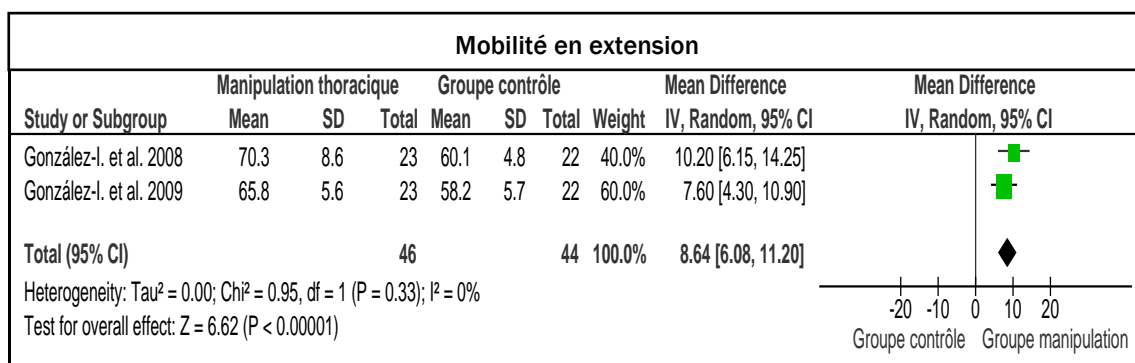 Mobilité en extension
Manipulation thoracique Groupe contrôle Mean Difference Mean Difference
Study or Subgroup Mean SD Total Mean SD Total Weight IV, Random, 95% CI IV, Random, 95% CI
González-I. et al. 2008 70.3 8.6 23 60.1 4.8 22 40.0% 10.20 [6.15, 14.25]
González-I. et al. 2009 65.8 5.6 23 58.2 5.7 22 60.0% 7.60 [4.30, 10.90]
Total (95% CI) 46 44 100.0% 8.64 [6.08, 11.20]
Heterogeneity: Tau² = 0.00; Chi² = 0.95, df = 1 (P = 0.33); I² = 0%
Test for overall effect: Z = 6.62 (P < 0.00001)
-20 -10 0 10 20
Groupe contrôle Groupe manipulation